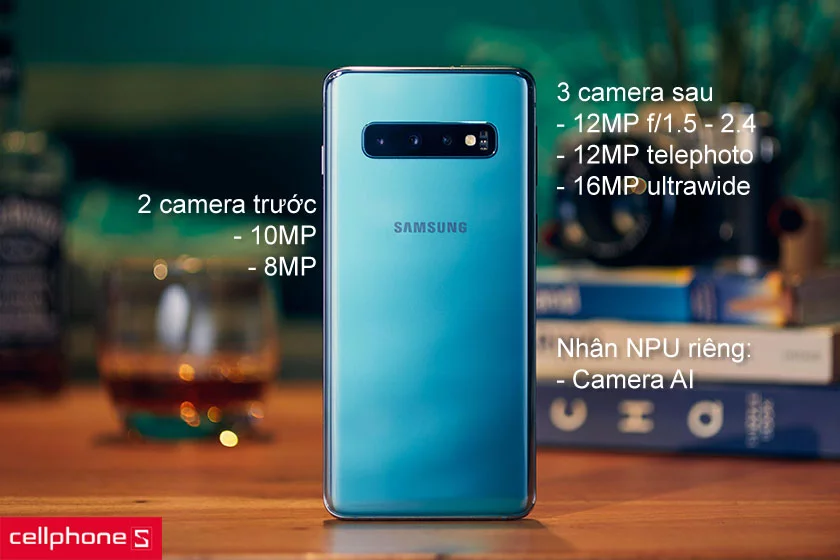 3 camera sau
- 12MP f/1.5 - 2.4
- 12MP telephoto
- 16MP ultrawide
2 camera trước
- 10MP
- 8MP
SAMSUNG
Nhân NPU riêng:
- Camera AI
cellphone S